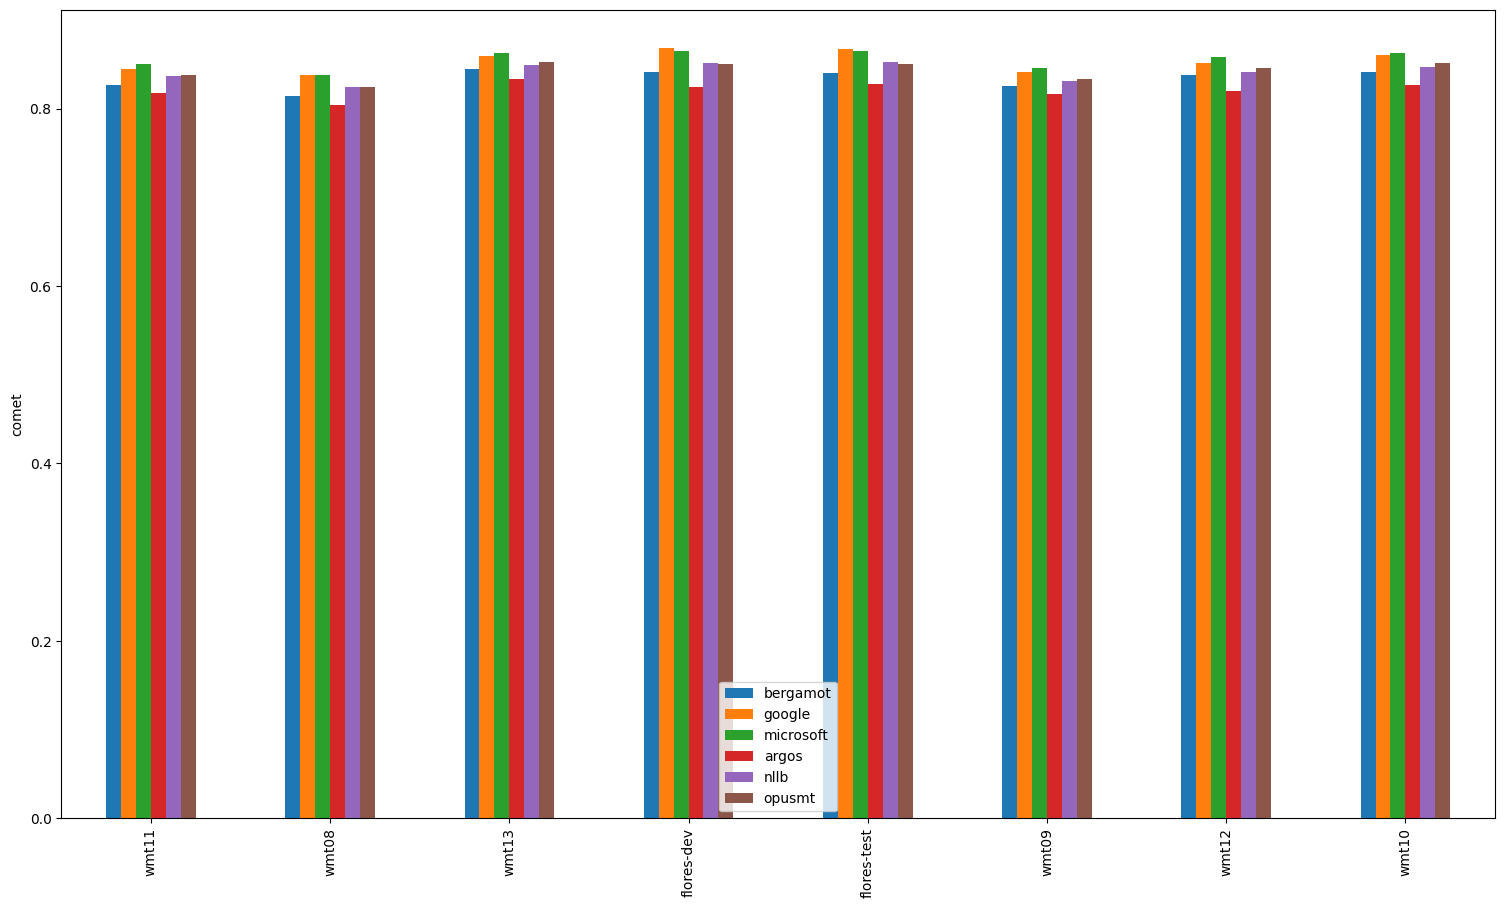 comet
0.8
0.6
0.4
0.2
0.0
bergamot
google
microsoft
argos
nllb
opusmt
wmt11
wmt08
wmt13
flores-dev
flores-test
wmt09
wmt12
wmt10